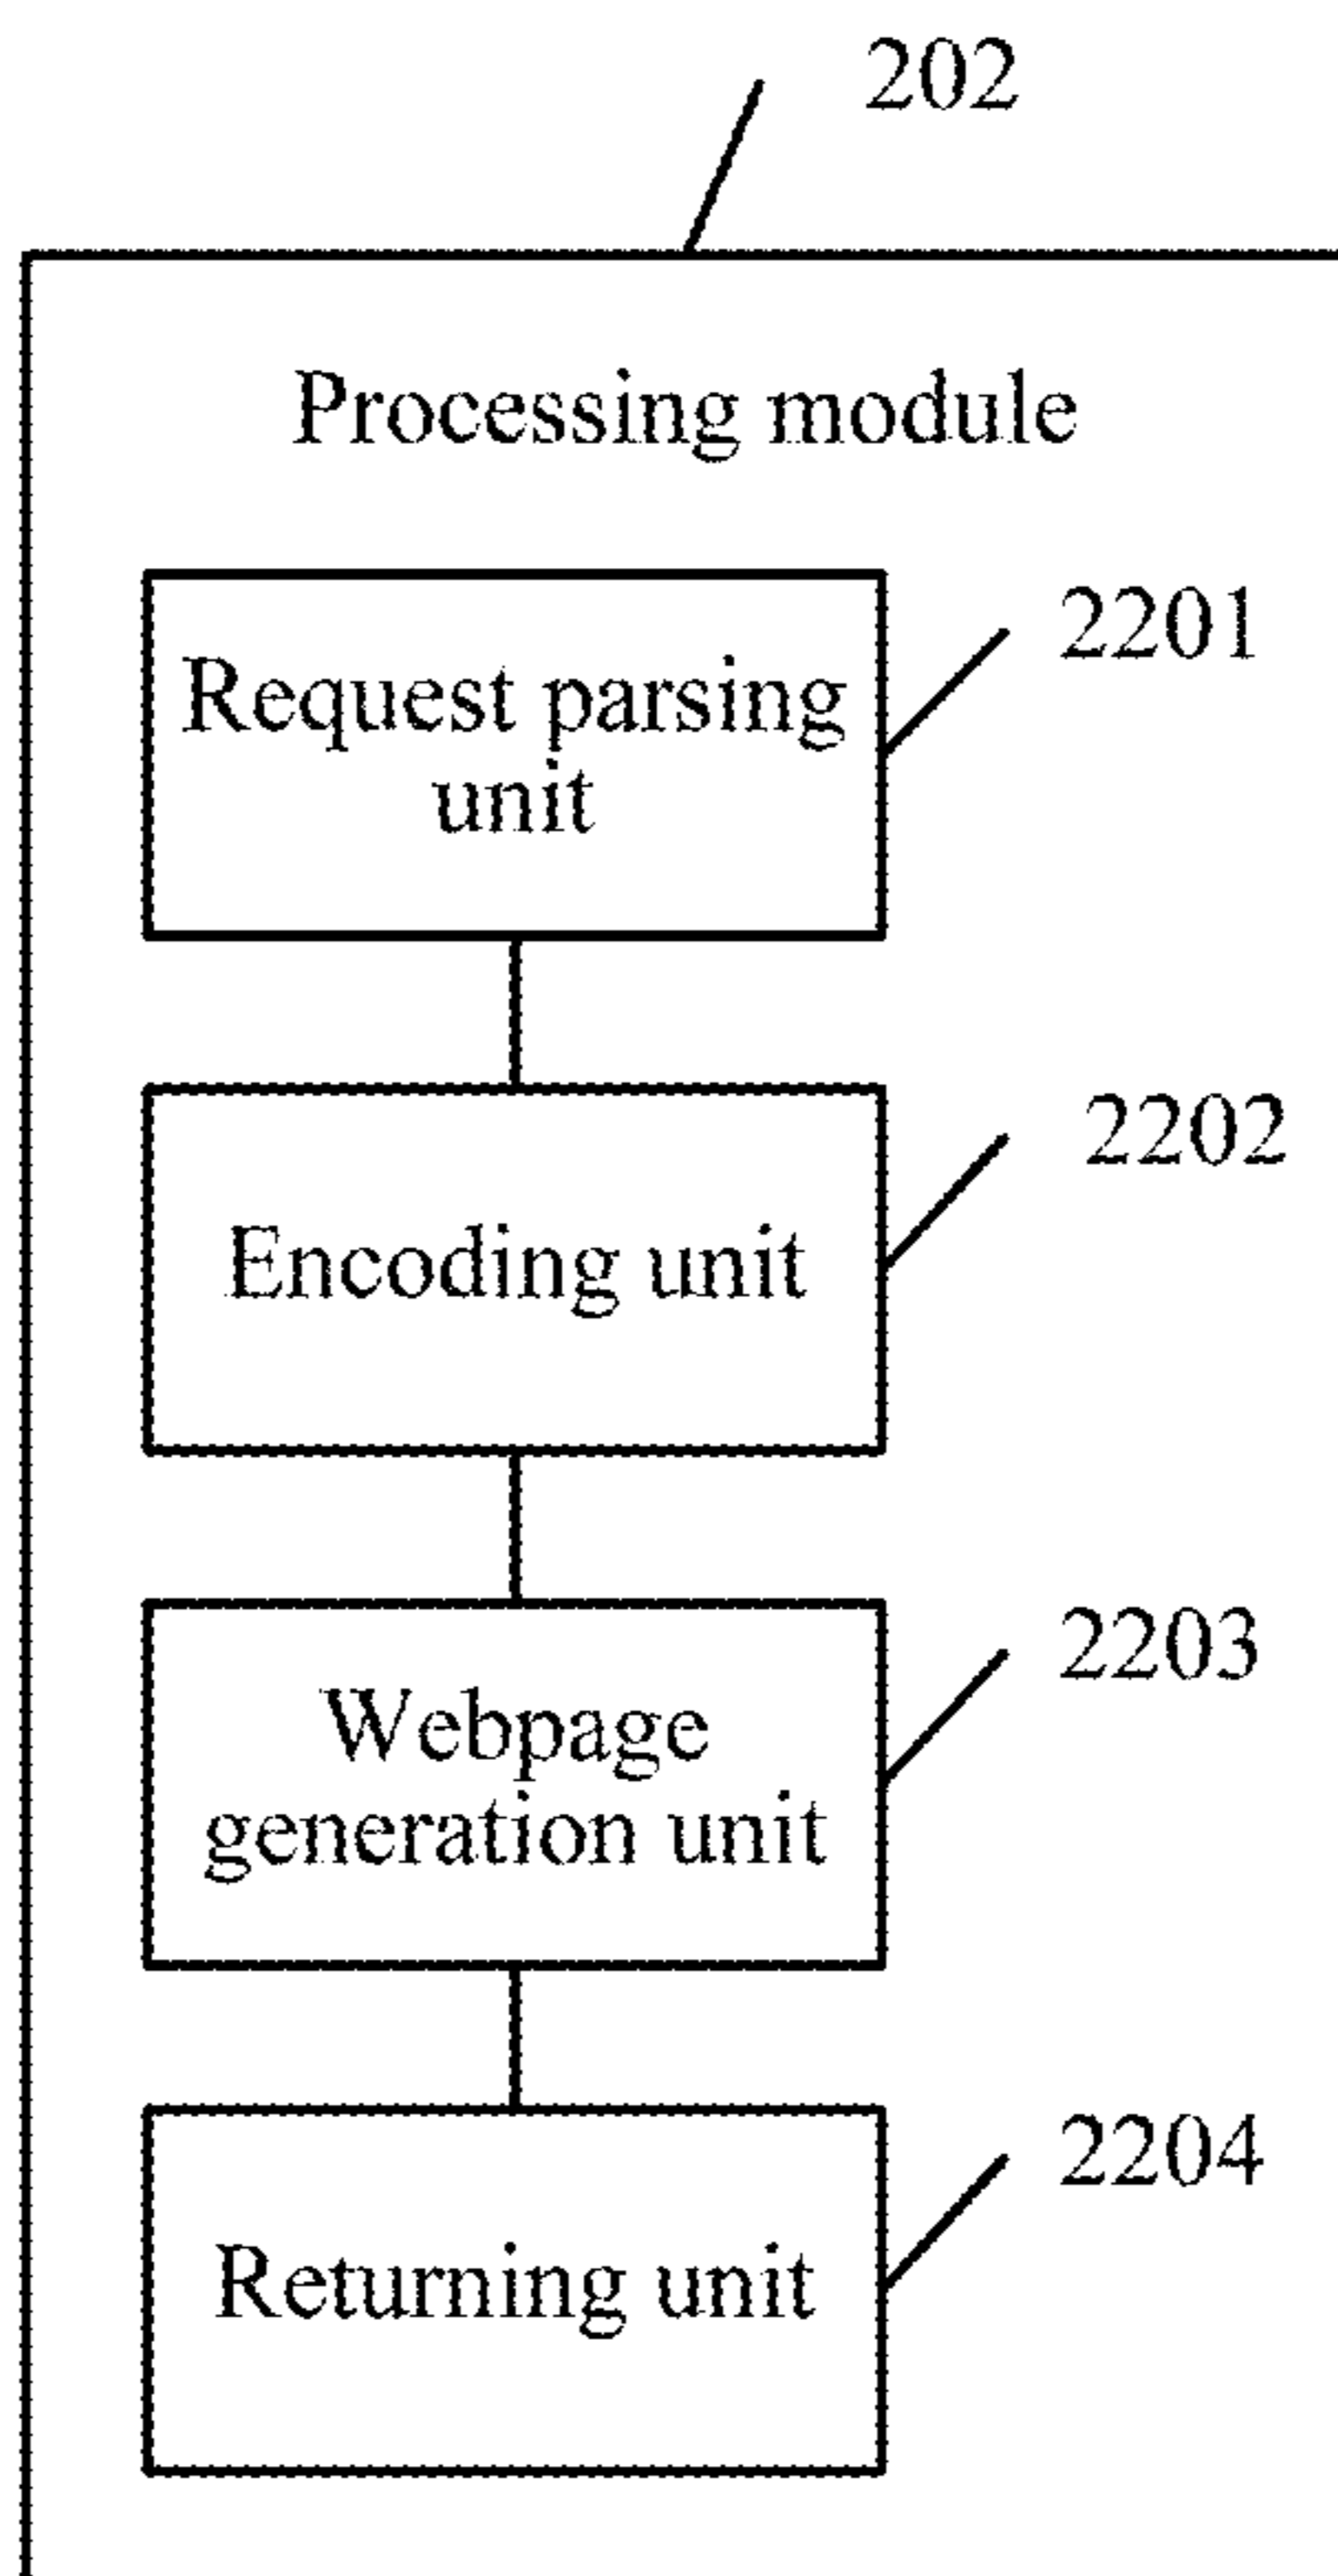 202
Processing module
2201
Request parsing
unit
2202
Encoding unit
2203
Webpage
generation unit
2204
Returning unit